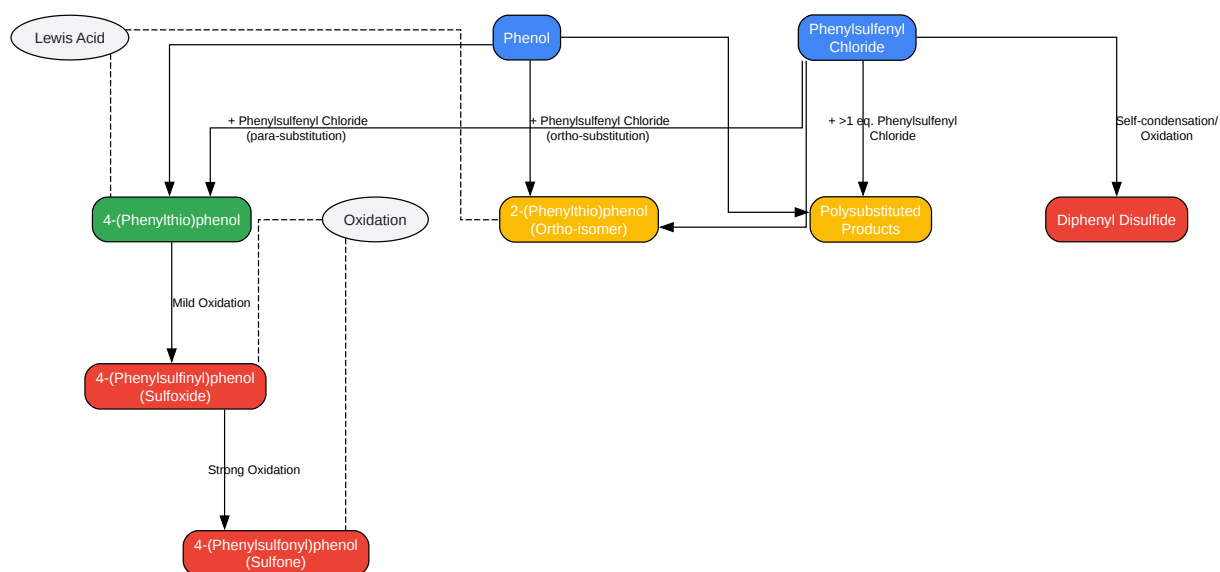 Lewis Acid
Phenol
Phenylsulfenyl
Chloride
+ Phenylsulfenyl Chloride
(para-substitution)
+ Phenylsulfenyl Chloride
(ortho-substitution)
+ >1 eq. Phenylsulfenyl
Chloride
Self-condensation/
Oxidation
4-(Phenylthio)phenol
Oxidation
2-(Phenylthio)phenol
(Ortho-isomer)
Polysubstituted
Products
Diphenyl Disulfide
Mild Oxidation
4-(Phenylsulfinyl)phenol
(Sulfoxide)
Strong Oxidation
4-(Phenylsulfonyl)phenol
(Sulfone)